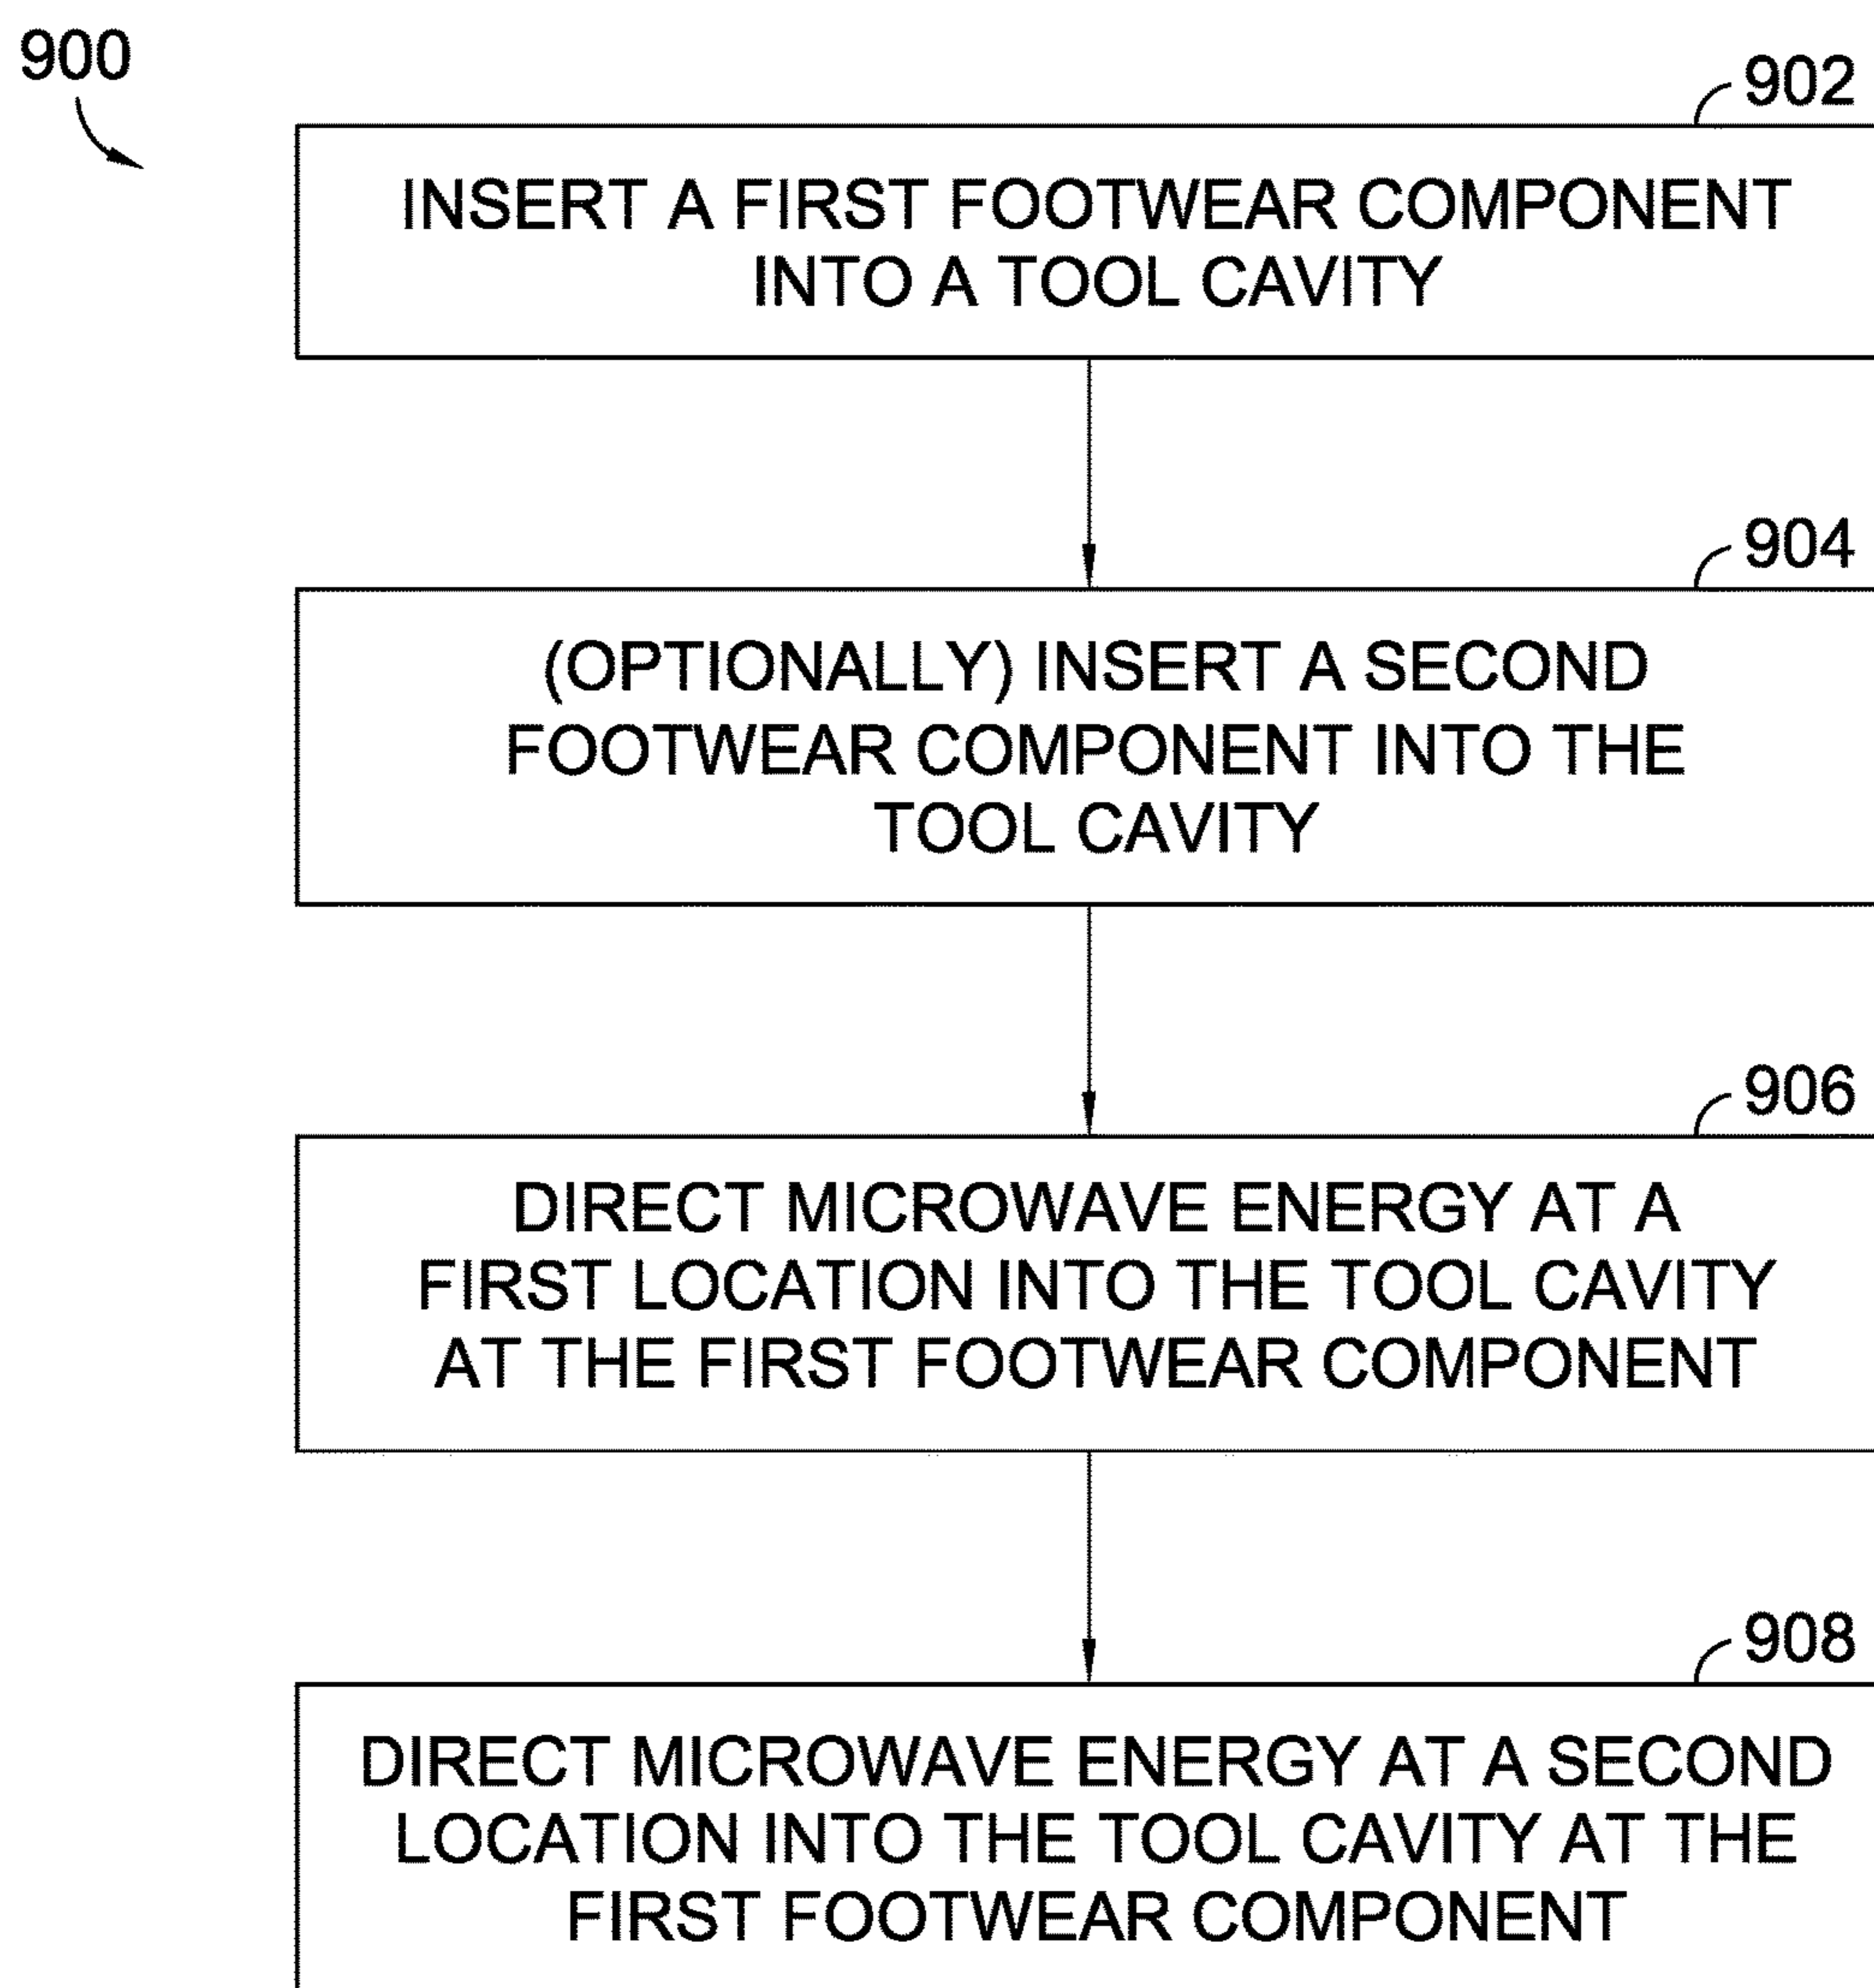 900
902
INSERT A FIRST FOOTWEAR COMPONENT
INTO A TOOL CAVITY
904
(OPTIONALLY) INSERT A SECOND
FOOTWEAR COMPONENT INTO THE
TOOL CAVITY
906
DIRECT MICROWAVE ENERGY AT A
FIRST LOCATION INTO THE TOOL CAVITY
AT THE FIRST FOOTWEAR COMPONENT
908
DIRECT MICROWAVE ENERGY AT A SECOND
LOCATION INTO THE TOOL CAVITY AT THE
FIRST FOOTWEAR COMPONENT